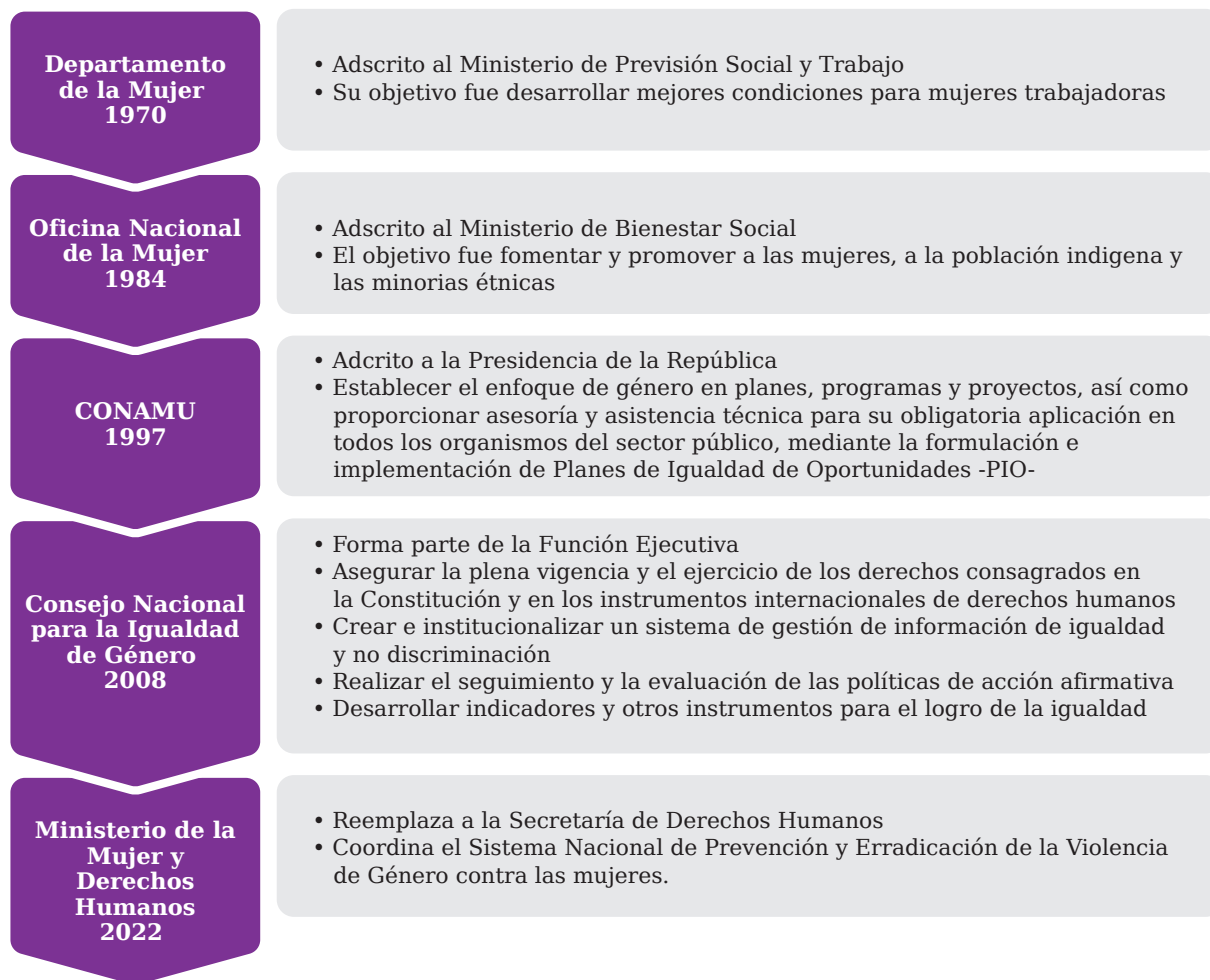 Departamento
de la Mujer
1970
• Adscrito al Ministerio de Previsión Social y Trabajo
• Su objetivo fue desarrollar mejores condiciones para mujeres trabajadoras
Oficina Nacional
de la Mujer
1984
• Adscrito al Ministerio de Bienestar Social
• El objetivo fue fomentar y promover a las mujeres, a la población indigena y
las minorias étnicas
CONAMU
1997
• Adcrito a la Presidencia de la República
• Establecer el enfoque de género en planes, programas y proyectos, así como
proporcionar asesoría y asistencia técnica para su obligatoria aplicación en
todos los organismos del sector público, mediante la formulación e
implementación de Planes de Igualdad de Oportunidades -PIO-
Consejo Nacional
para la Igualdad
de Género
2008
• Forma parte de la Función Ejecutiva
• Asegurar la plena vigencia y el ejercicio de los derechos consagrados en
la Constitución y en los instrumentos internacionales de derechos humanos
• Crear e institucionalizar un sistema de gestión de información de igualdad
y no discriminación
• Realizar el seguimiento y la evaluación de las políticas de acción afirmativa
• Desarrollar indicadores y otros instrumentos para el logro de la igualdad
Ministerio de la
Mujer y
Derechos
Humanos
2022
• Reemplaza a la Secretaría de Derechos Humanos
• Coordina el Sistema Nacional de Prevención y Erradicación de la Violencia
de Género contra las mujeres.